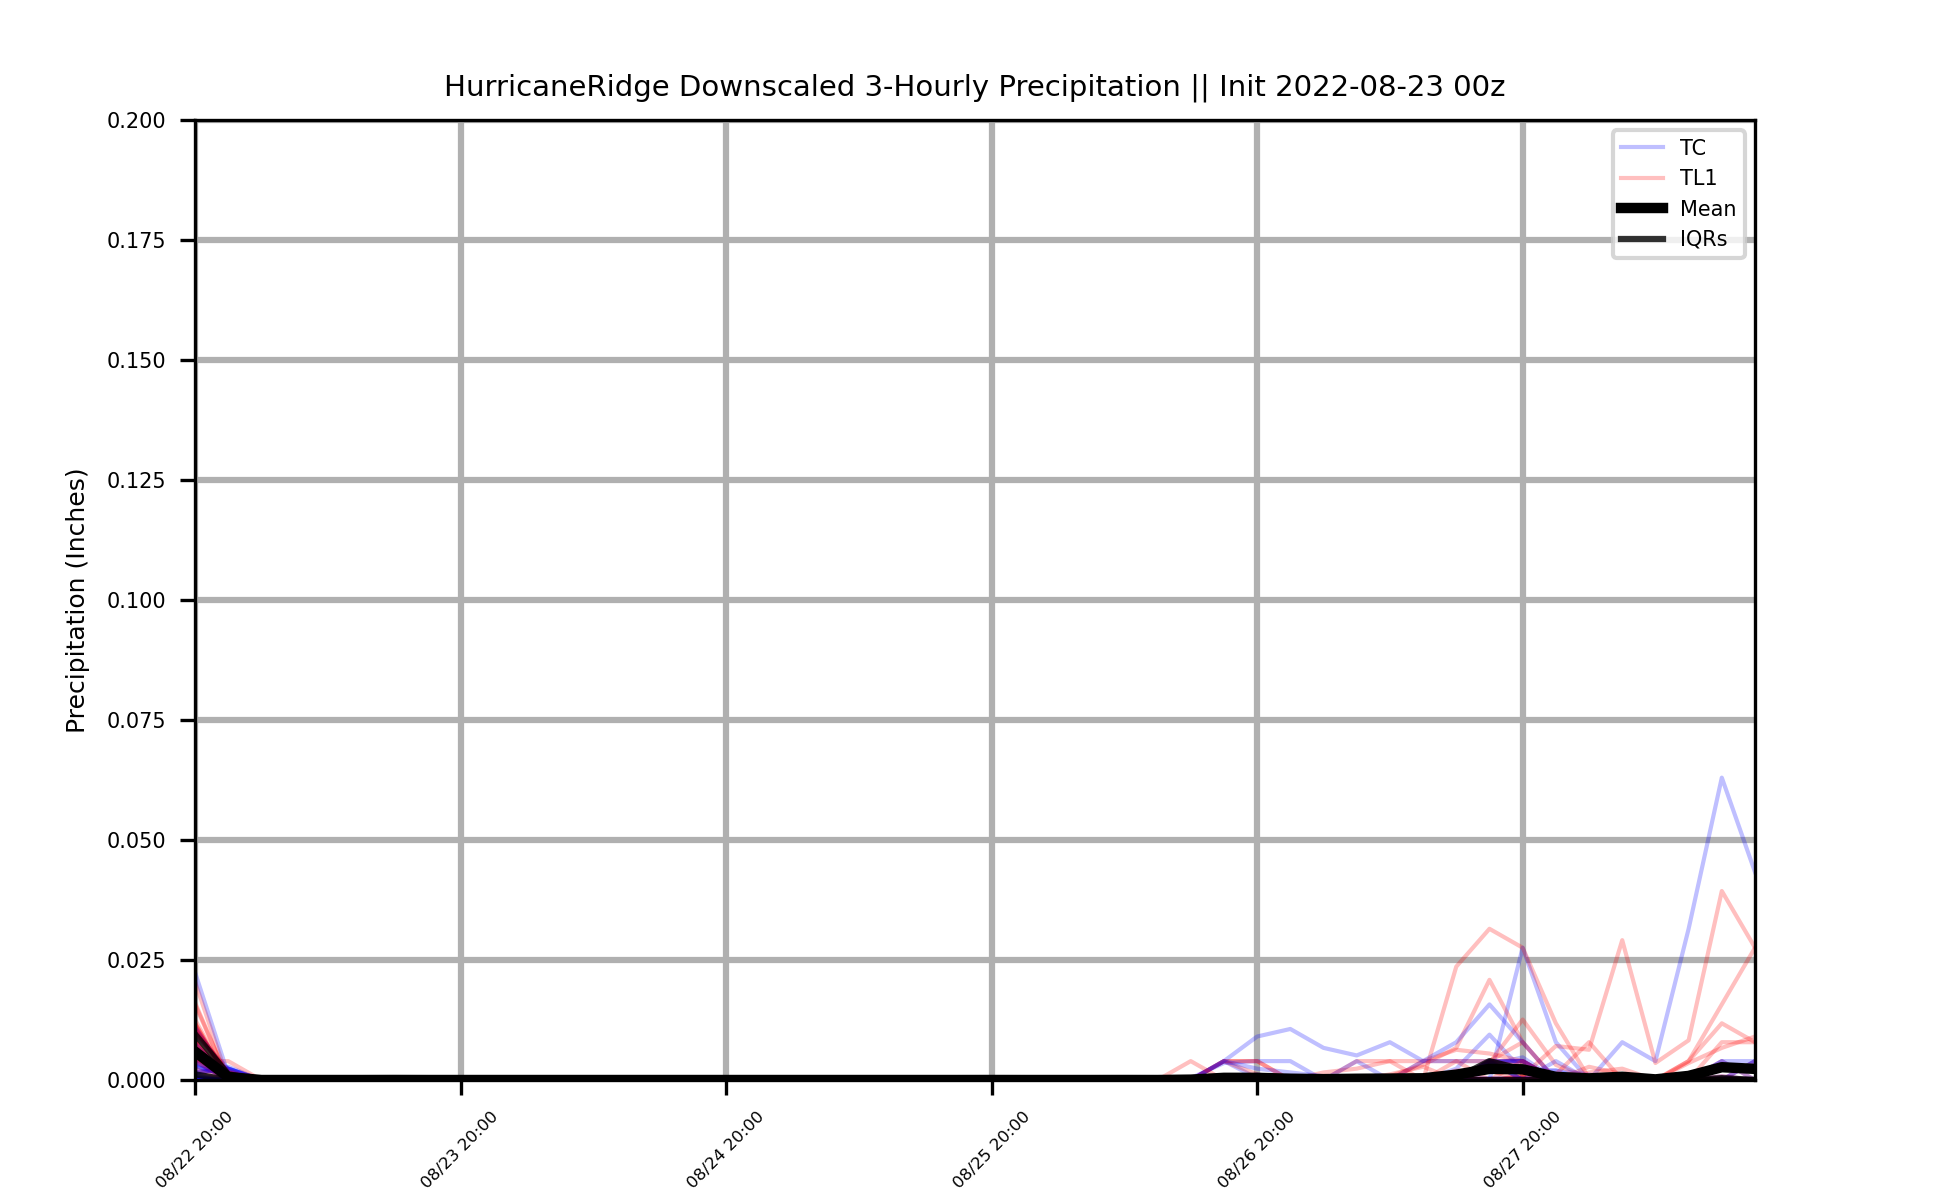 HurricaneRidge Downscaled 3-Hourly Precipitation || Init 2022-08-23 00z
0.200
0.175
0.150
0.125
0.100
0.075
0.050
0.025
0.000
Precipitation (Inches)
TC
TL1
Mean
IQRs
08/22 20:00
08/23 20:00
08/24 20:00
08/25 20:00
08/26 20:00
08/27 20:00